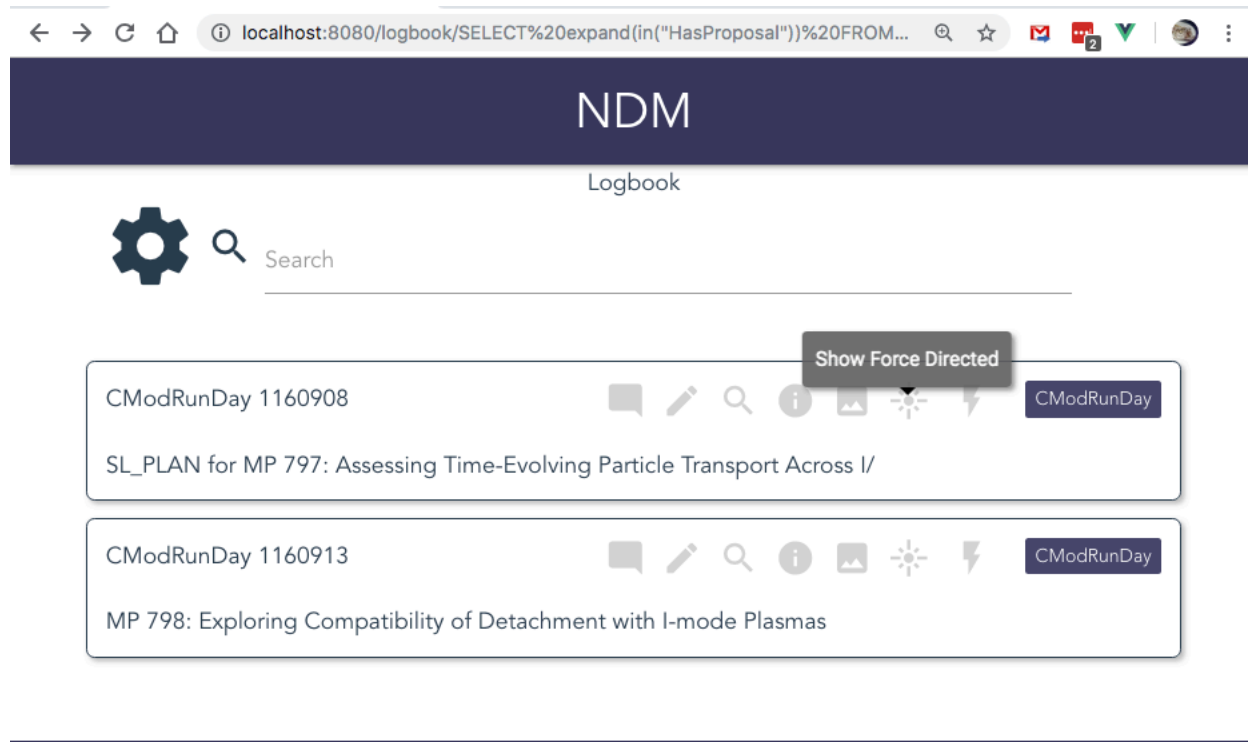 localhost:8080/logbook/SELECT%20expand(in("HasProposal"))%20FROM...
2
NDM
Logbook
Search
Show Force Directed
CModRunDay 1160908
CModRunDay
SL_PLAN for MP 797: Assessing Time-Evolving Particle Transport Across I/
CModRunDay 1160913
CModRunDay
MP 798: Exploring Compatibility of Detachment with I-mode Plasmas